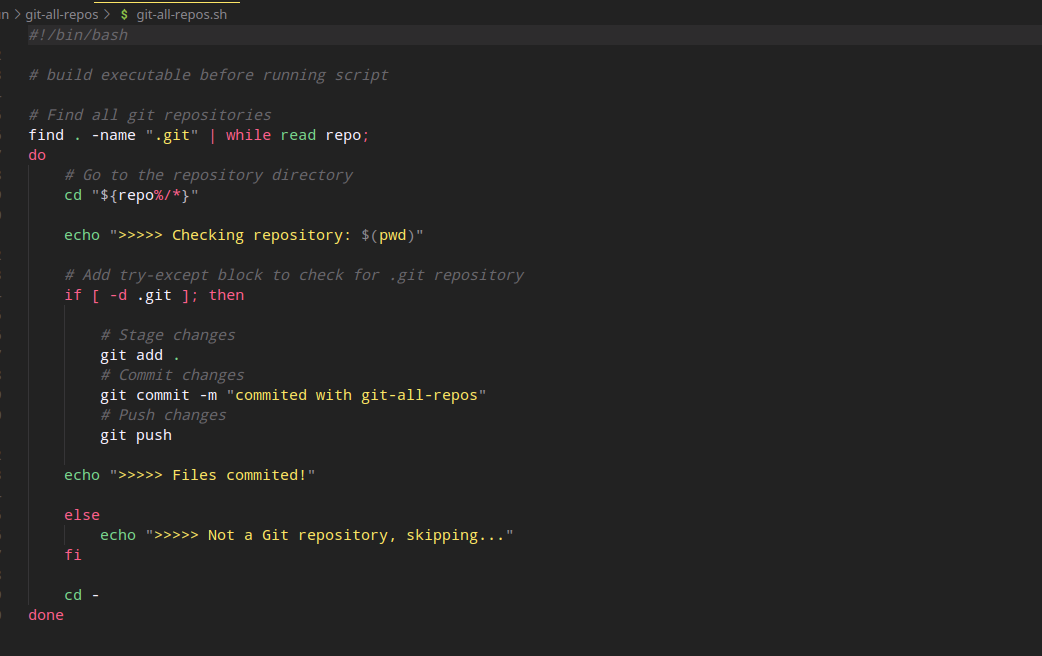 n > git-all-repos > $ git-all-repos.sh
#!/bin/bash
# build executable before running script
# Find all git repositories
find . -name ".git" | while read repo;
do
# Go to the repository directory
cd "${repo%/*}"
echo ">>>>> Checking repository: $(pwd)"
# Add try-except block to check for .git repository
if [ -d .git ]; then
# Stage changes
git add .
# Commit changes
git commit -m "commited with git-all-repos"
# Push changes
git push
echo ">>>>> Files commited!"
else
echo ">>>>> Not a Git repository, skipping..."
fi
cd -
done